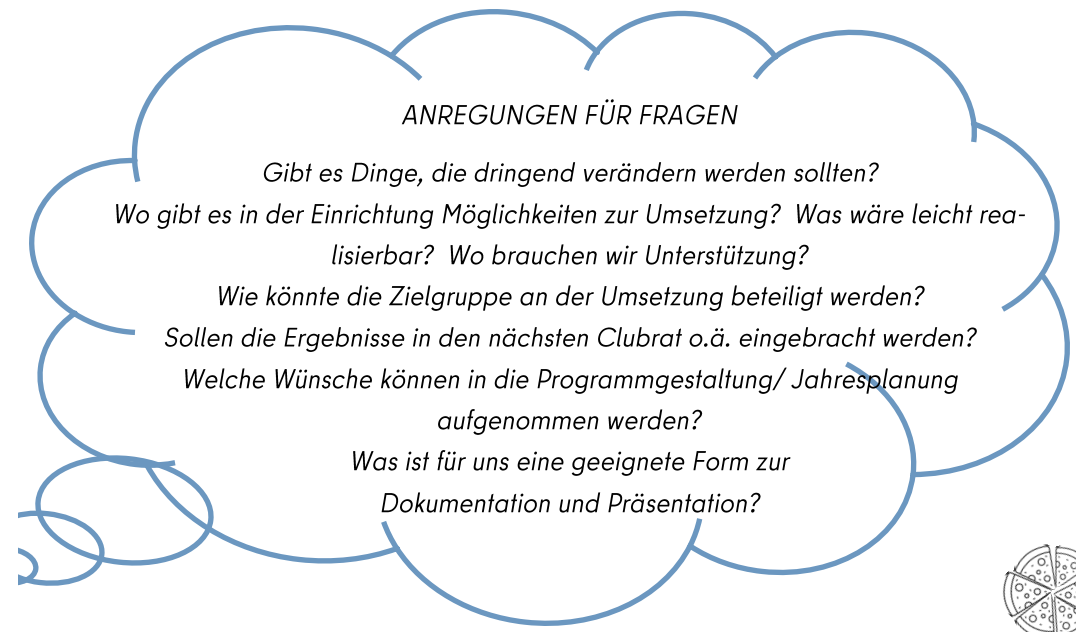 ANREGUNGEN FÜR FRAGEN
Gibt es Dinge, die dringend verändern werden sollten?
Wo gibt es in der Einrichtung Möglichkeiten zur Umsetzung?  Was wäre leicht rea-
lisierbar?  Wo brauchen wir Unterstützung?
Wie könnte die Zielgruppe an der Umsetzung beteiligt werden?
Sollen die Ergebnisse in den nächsten Clubrat o.ä. eingebracht werden?
Welche Wünsche können in die Programmgestaltung/ Jahresplanung
aufgenommen werden?
Was ist für uns eine geeignete Form zur
Dokumentation und Präsentation?